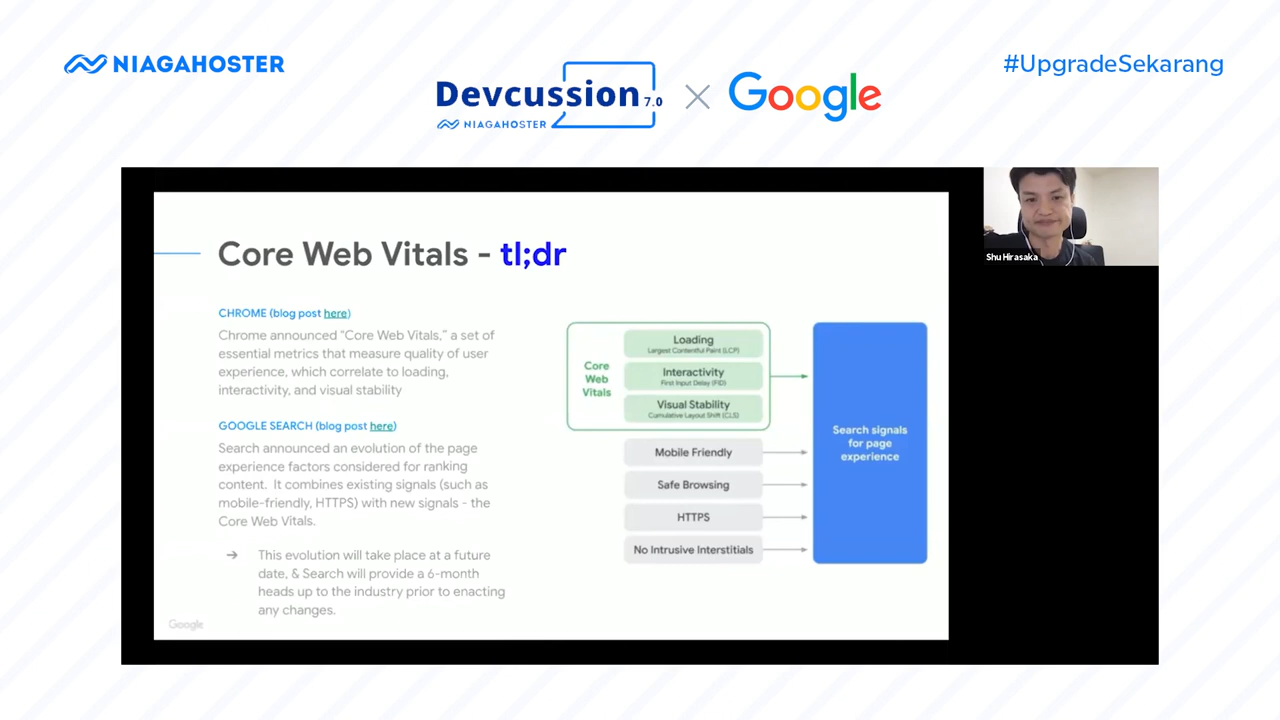 NIAGAHOSTER
#UpgradeSekarang
Devcussion 7.0
NIAGAHOSTER
Google
Core Web Vitals - tl;dr
CHROME (blog post here)
Chrome announced “Core Web Vitals,” a set of
essential metrics that measure quality of user
experience, which correlate to loading,
interactivity, and visual stability
GOOGLE SEARCH (blog post here)
Search announced an evolution of the page
experience factors considered for ranking
content. It combines existing signals (such as
mobile-friendly, HTTPS) with new signals - the
Core Web Vitals.
→ This evolution will take place at a future
date, & Search will provide a 6-month
heads up to the industry prior to enacting
any changes.
Google
Core
Web
Vitals
Loading
Largest Contentful Paint (LCP)
Interactivity
First Input Delay (FID)
Visual Stability
Cumulative Layout Shift (CLS)
Mobile Friendly
Safe Browsing
HTTPS
No Intrusive Interstitials
Search signals
for page
experience
Shu Hirasaka